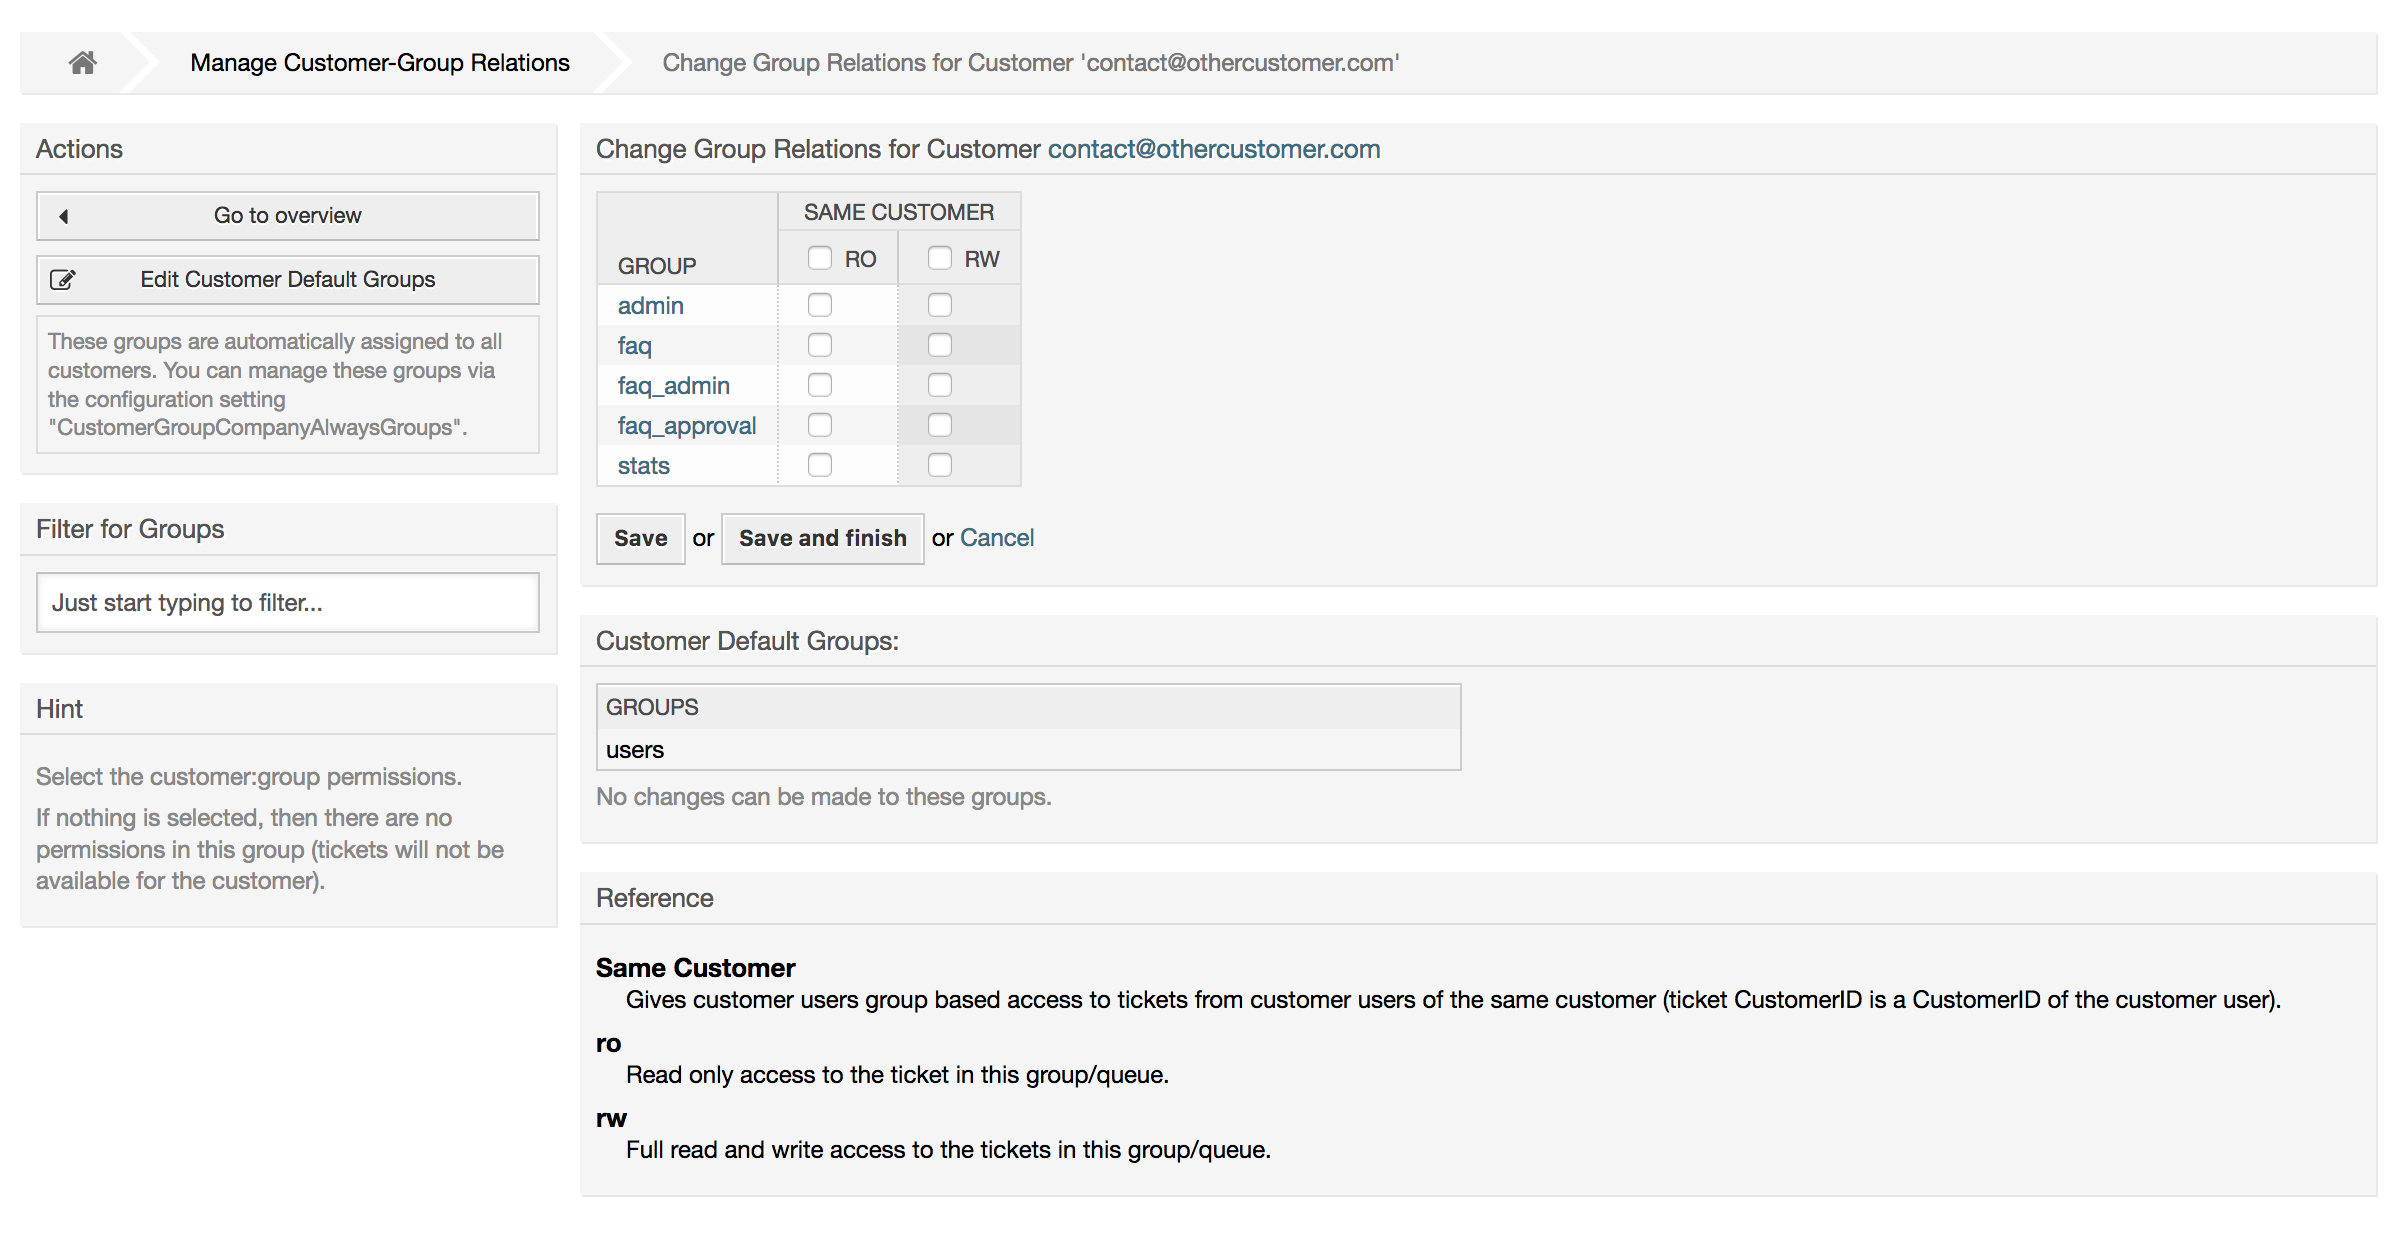 Manage Customer-Group Relations
Change Group Relations for Customer 'contact@othercustomer.com'
Actions
Go to overview
Edit Customer Default Groups
These groups are automatically assigned to all
customers. You can manage these groups via
the configuration setting
"CustomerGroupCompanyAlwaysGroups".
Filter for Groups
Just start typing to filter...
Hint
Select the customer:group permissions.
If nothing is selected, then there are no
permissions in this group (tickets will not be
available for the customer).
Change Group Relations for Customer contact@othercustomer.com
SAME CUSTOMER
GROUP RO RW
admin
faq
faq_admin
faq_approval
stats
Save or Save and finish or Cancel
Customer Default Groups:
GROUPS
users
No changes can be made to these groups.
Reference
Same Customer
Gives customer users group based access to tickets from customer users of the same customer (ticket CustomerID is a CustomerID of the customer user).
ro
Read only access to the ticket in this group/queue.
rw
Full read and write access to the tickets in this group/queue.